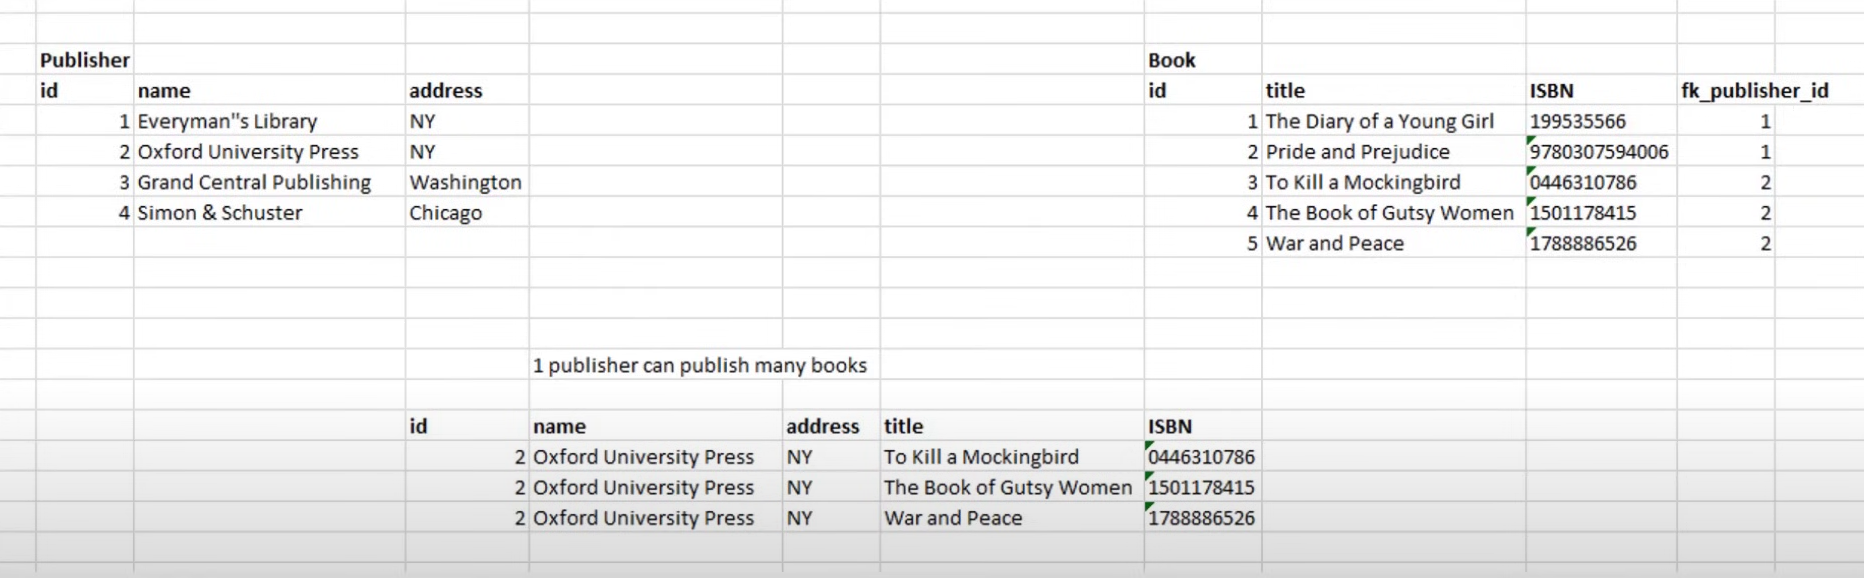 Publisher
id name address
1 Everyman"s Library NY
2 Oxford University Press NY
3 Grand Central Publishing Washington
4 Simon & Schuster Chicago
Book
id title ISBN fk_publisher_id
1 The Diary of a Young Girl 199535566 1
2 Pride and Prejudice 9780307594006 1
3 To Kill a Mockingbird 0446310786 2
4 The Book of Gutsy Women 1501178415 2
5 War and Peace 1788886526 2
1 publisher can publish many books
id name address title ISBN
2 Oxford University Press NY To Kill a Mockingbird 0446310786
2 Oxford University Press NY The Book of Gutsy Women 1501178415
2 Oxford University Press NY War and Peace 1788886526